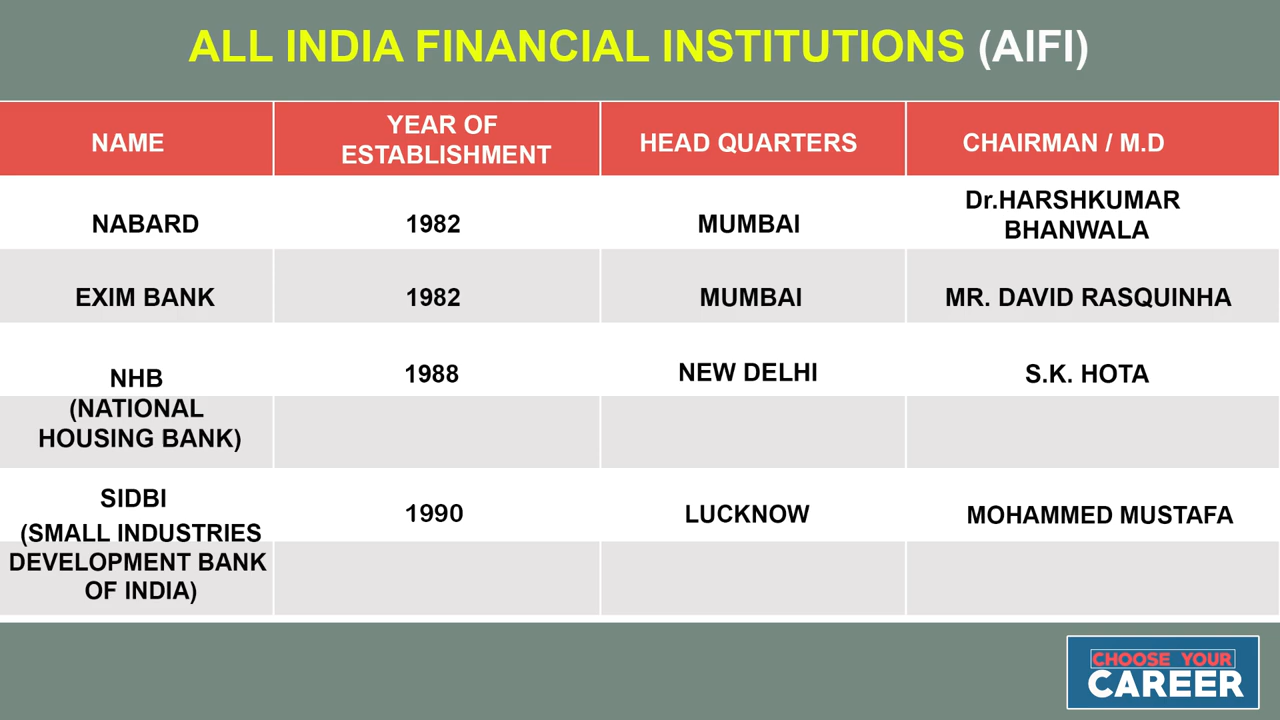 ALL INDIA FINANCIAL INSTITUTIONS (AIFI)
NAME
YEAR OF
ESTABLISHMENT
HEAD QUARTERS
CHAIRMAN / M.D
NABARD
1982
MUMBAI
Dr.HARSHKUMAR
BHANWALA
EXIM BANK
1982
MUMBAI
MR. DAVID RASQUINHA
NHB
(NATIONAL
HOUSING BANK)
1988
NEW DELHI
S.K. HOTA
SIDBI
(SMALL INDUSTRIES
DEVELOPMENT BANK
OF INDIA)
1990
LUCKNOW
MOHAMMED MUSTAFA
CHOOSE YOUR
CAREER